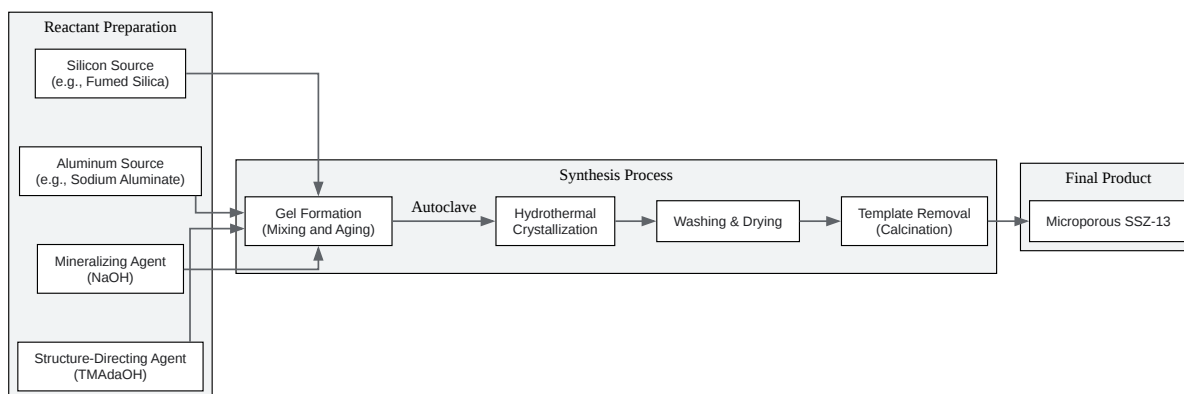 Reactant Preparation
Silicon Source
(e.g., Fumed Silica)
Aluminum Source
(e.g., Sodium Aluminate)
Mineralizing Agent
(NaOH)
Structure-Directing Agent
(TMAdaOH)
Synthesis Process
Gel Formation
(Mixing and Aging)
Autoclave
Hydrothermal
Crystallization
Washing & Drying
Template Removal
(Calcination)
Final Product
Microporous SSZ-13